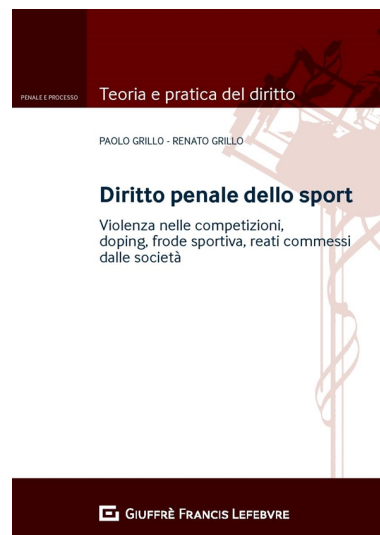 PENALE E PROCESSO
Teoria e pratica del diritto
PAOLO GRILLO - RENATO GRILLO
Diritto penale dello sport
Violenza nelle competizioni,
doping, frode sportiva, reati commessi
dalle società
GIUFFRÈ FRANCIS LEFEBVRE